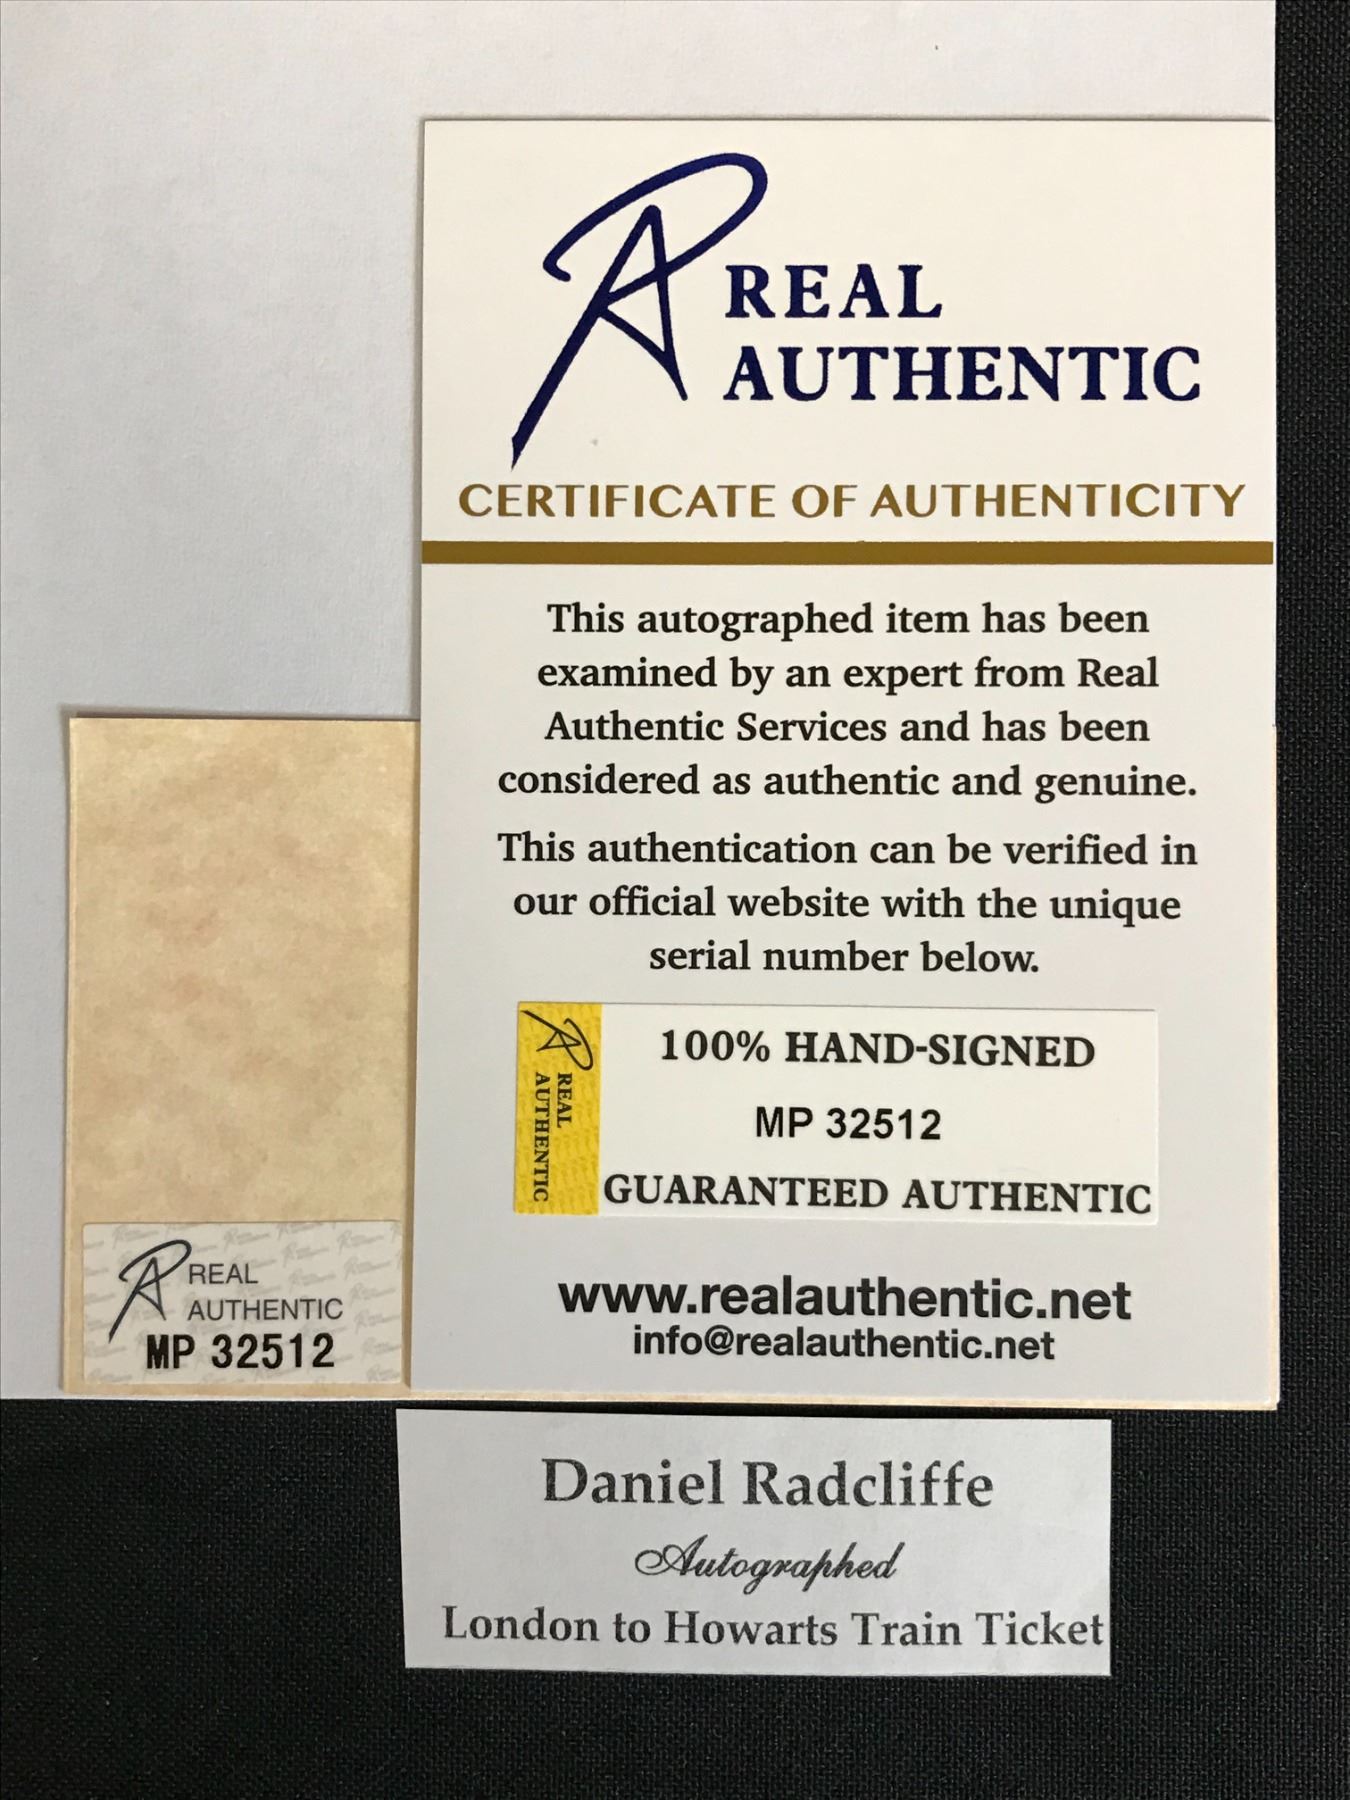 REAL
AUTHENTIC
CERTIFICATE OF AUTHENTICITY
This autographed item has been
examined by an expert from Real
Authentic Services and has been
considered as authentic and genuine.
This authentication can be verified in
our official website with the unique
serial number below.
REAL
AUTHENTIC
100% HAND-SIGNED
MP 32512
GUARANTEED AUTHENTIC
www.realauthentic.net
info@realauthentic.net
REAL
AUTHENTIC
MP 32512
Daniel Radcliffe
Autographed
London to Howarts Train Ticket